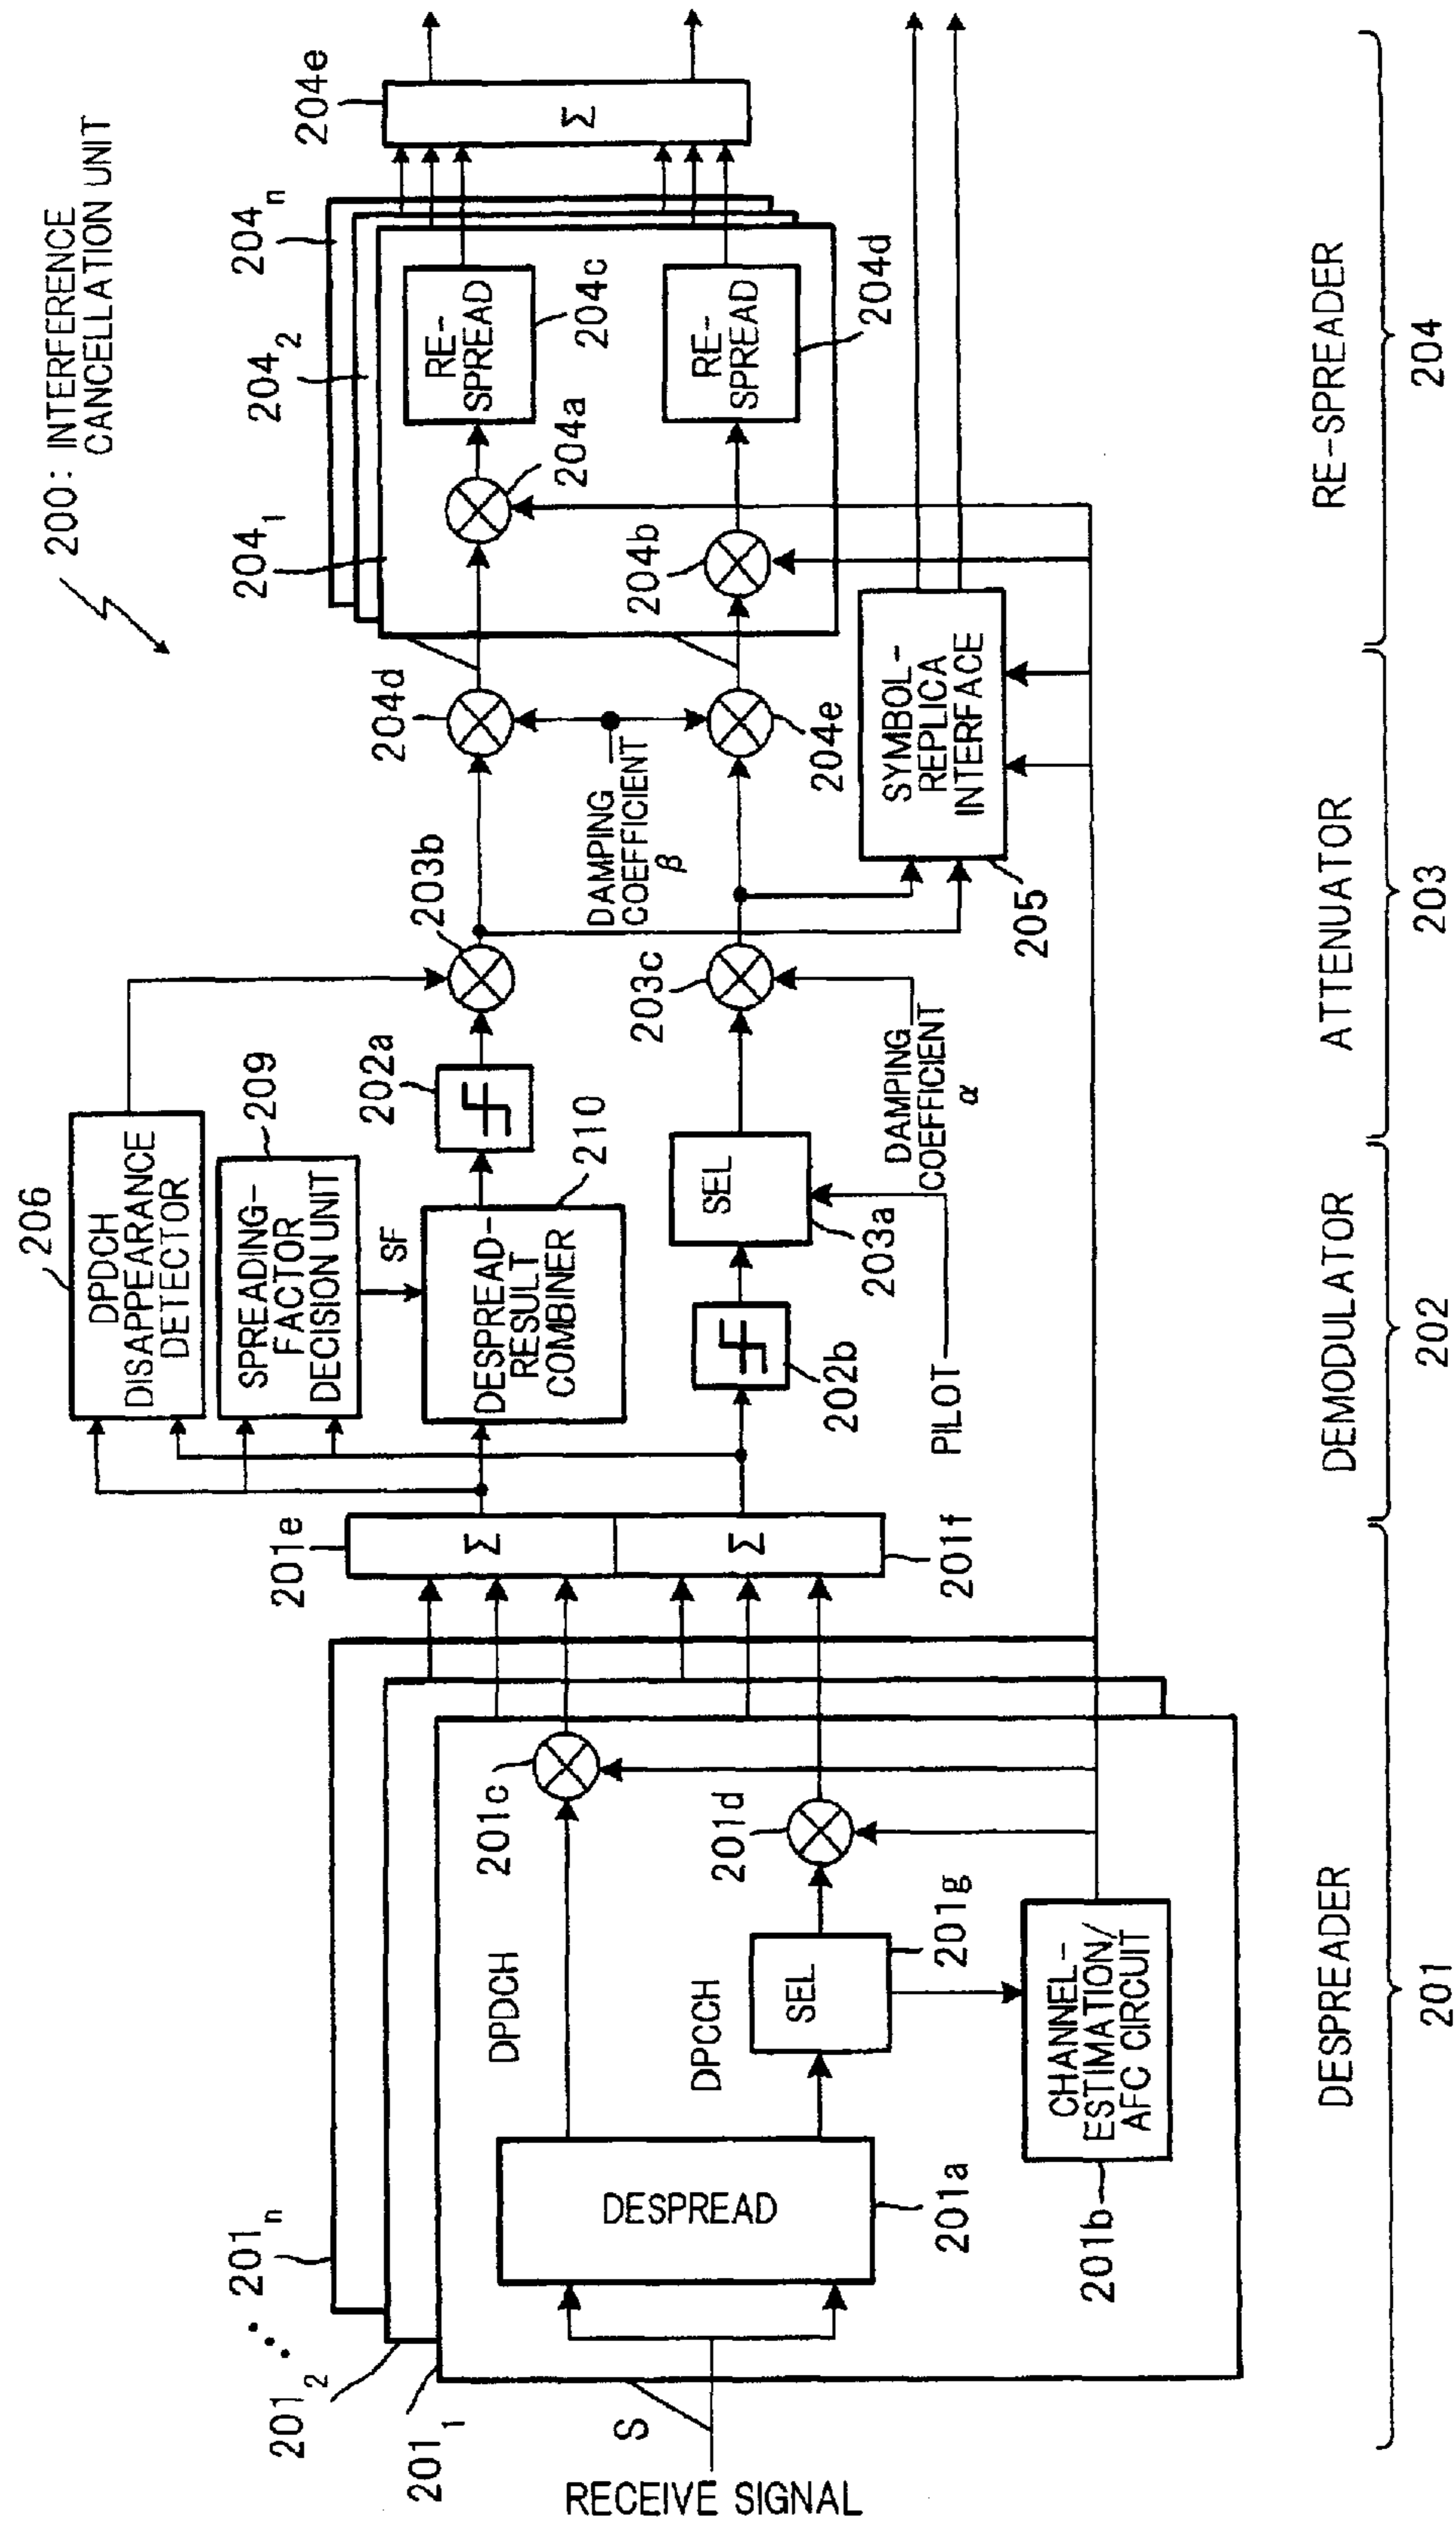 200: INTERFERENCE
CANCELLATION UNIT
206
DPDCH
DISAPPEARANCE
DETECTOR
209
SPREADING-
FACTOR
DECISION UNIT
SF
DESPREAD-
RESULT
COMBINER
210
202a
203b
204d
204₁
204₂
204ₙ
204e
Σ
RE-
SPREAD
204c
204a
RE-
SPREAD
204d
204b
204e
DAMPING
COEFFICIENT
β
203c
DAMPING
COEFFICIENT
α
SEL
203a
202b
PILOT
SYMBOL-
REPLICA
INTERFACE
205
201e
Σ
Σ
201f
201ₙ
201₂
201₁
S
RECEIVE SIGNAL
DESPREAD
201a
DPDCH
201c
DPCCH
SEL
201g
201d
CHANNEL-
ESTIMATION/
AFC CIRCUIT
201b
DESPREADER
201
DEMODULATOR
202
ATTENUATOR
203
RE-SPREADER
204